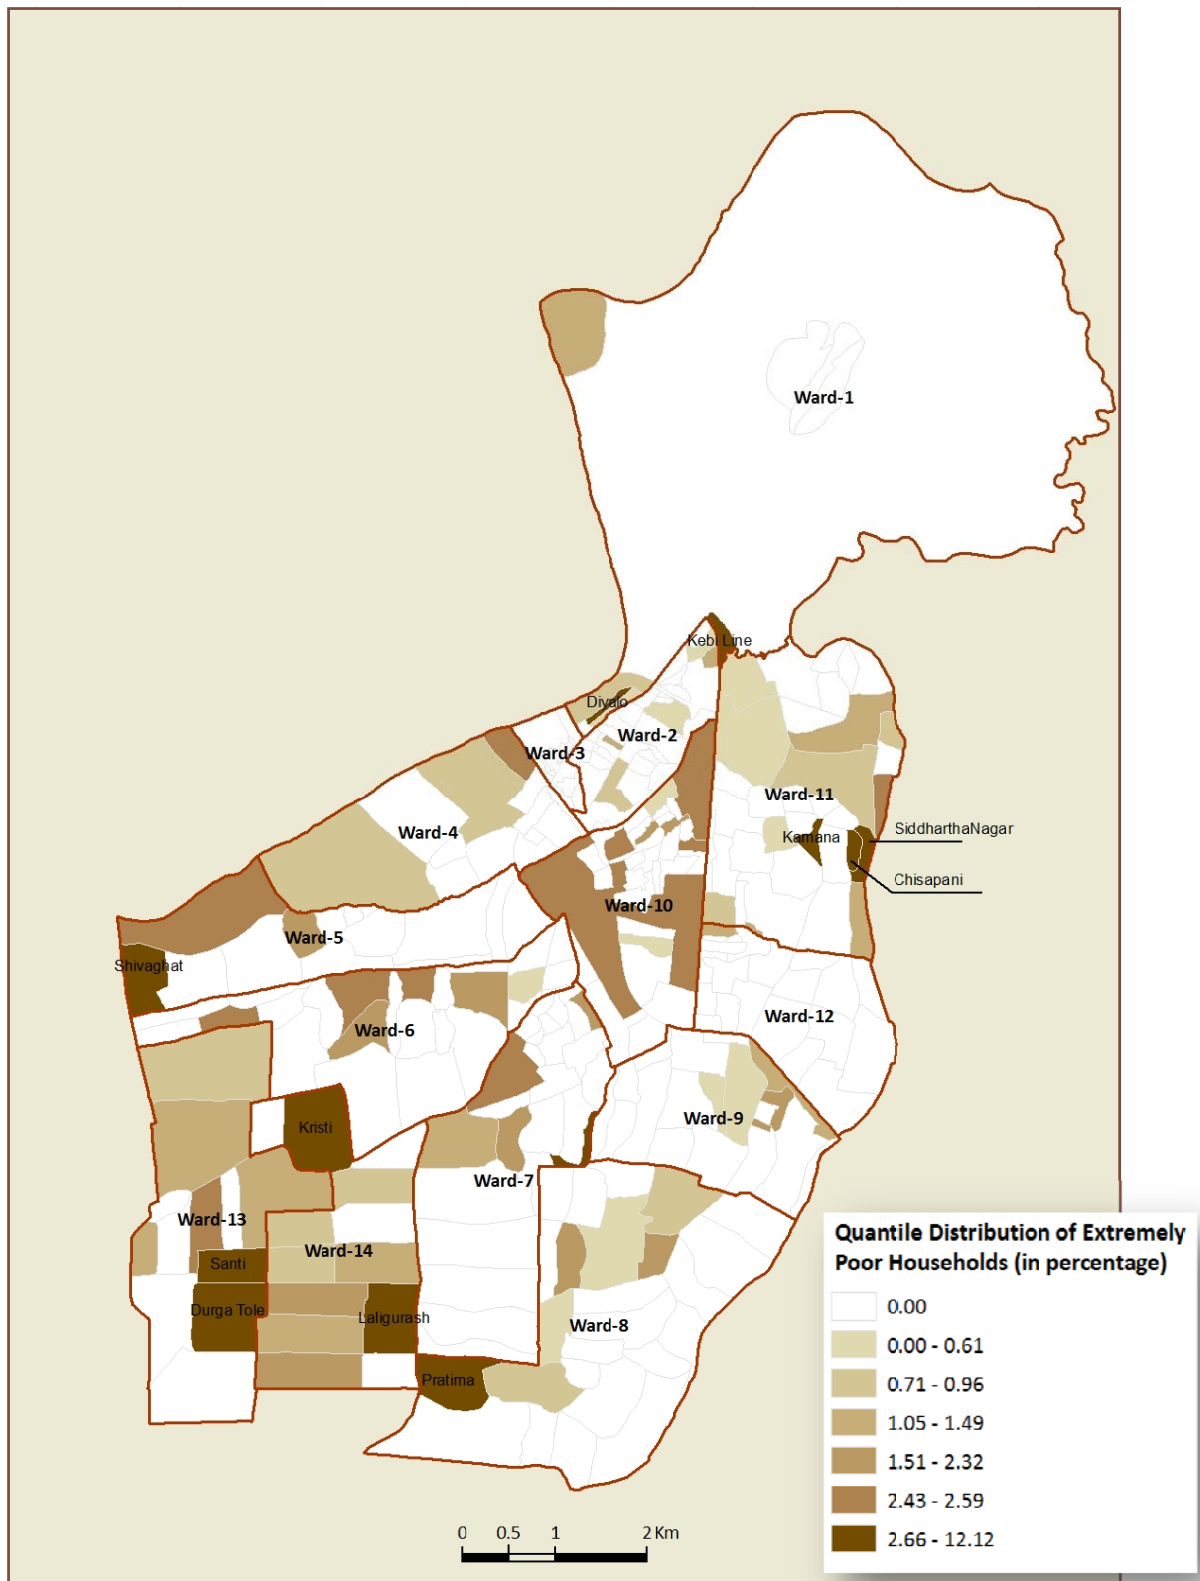 Ward-1
Kebi Line
Divalo
Ward-2
Ward-3
Ward-11
SiddharthaNagar
Ward-4
Kamana
Chisapani
Ward-10
Ward-5
Shivaghat
Ward-12
Ward-6
Ward-9
Kristi
Ward-7
Ward-13
Ward-14
Santi
Durga Tole
Laligurash
Ward-8
Pratima
Quantile Distribution of Extremely
Poor Households (in percentage)
0.00
0.00 - 0.61
0.71 - 0.96
1.05 - 1.49
1.51 - 2.32
2.43 - 2.59
2.66 - 12.12
0 0.5 1 2 Km